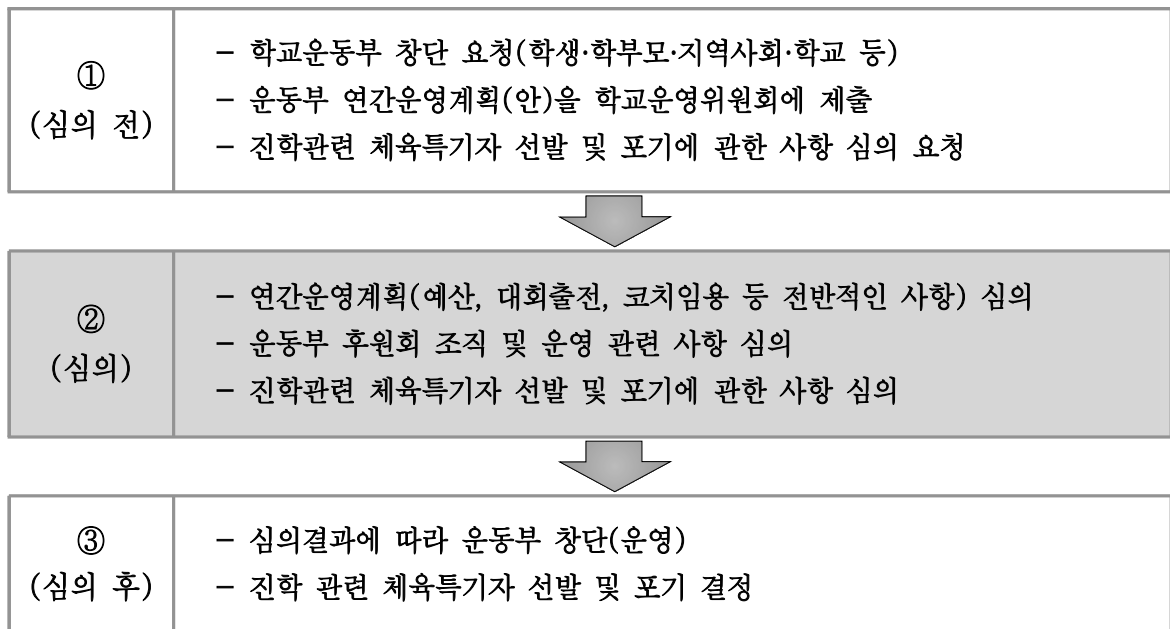 ①
(심의 전)
– 학교운동부 창단 요청(학생·학부모·지역사회·학교 등)
– 운동부 연간운영계획(안)을 학교운영위원회에 제출
– 진학관련 체육특기자 선발 및 포기에 관한 사항 심의 요청
②
(심의)
– 연간운영계획(예산, 대회출전, 코치임용 등 전반적인 사항) 심의
– 운동부 후원회 조직 및 운영 관련 사항 심의
– 진학관련 체육특기자 선발 및 포기에 관한 사항 심의
③
(심의 후)
– 심의결과에 따라 운동부 창단(운영)
– 진학 관련 체육특기자 선발 및 포기 결정